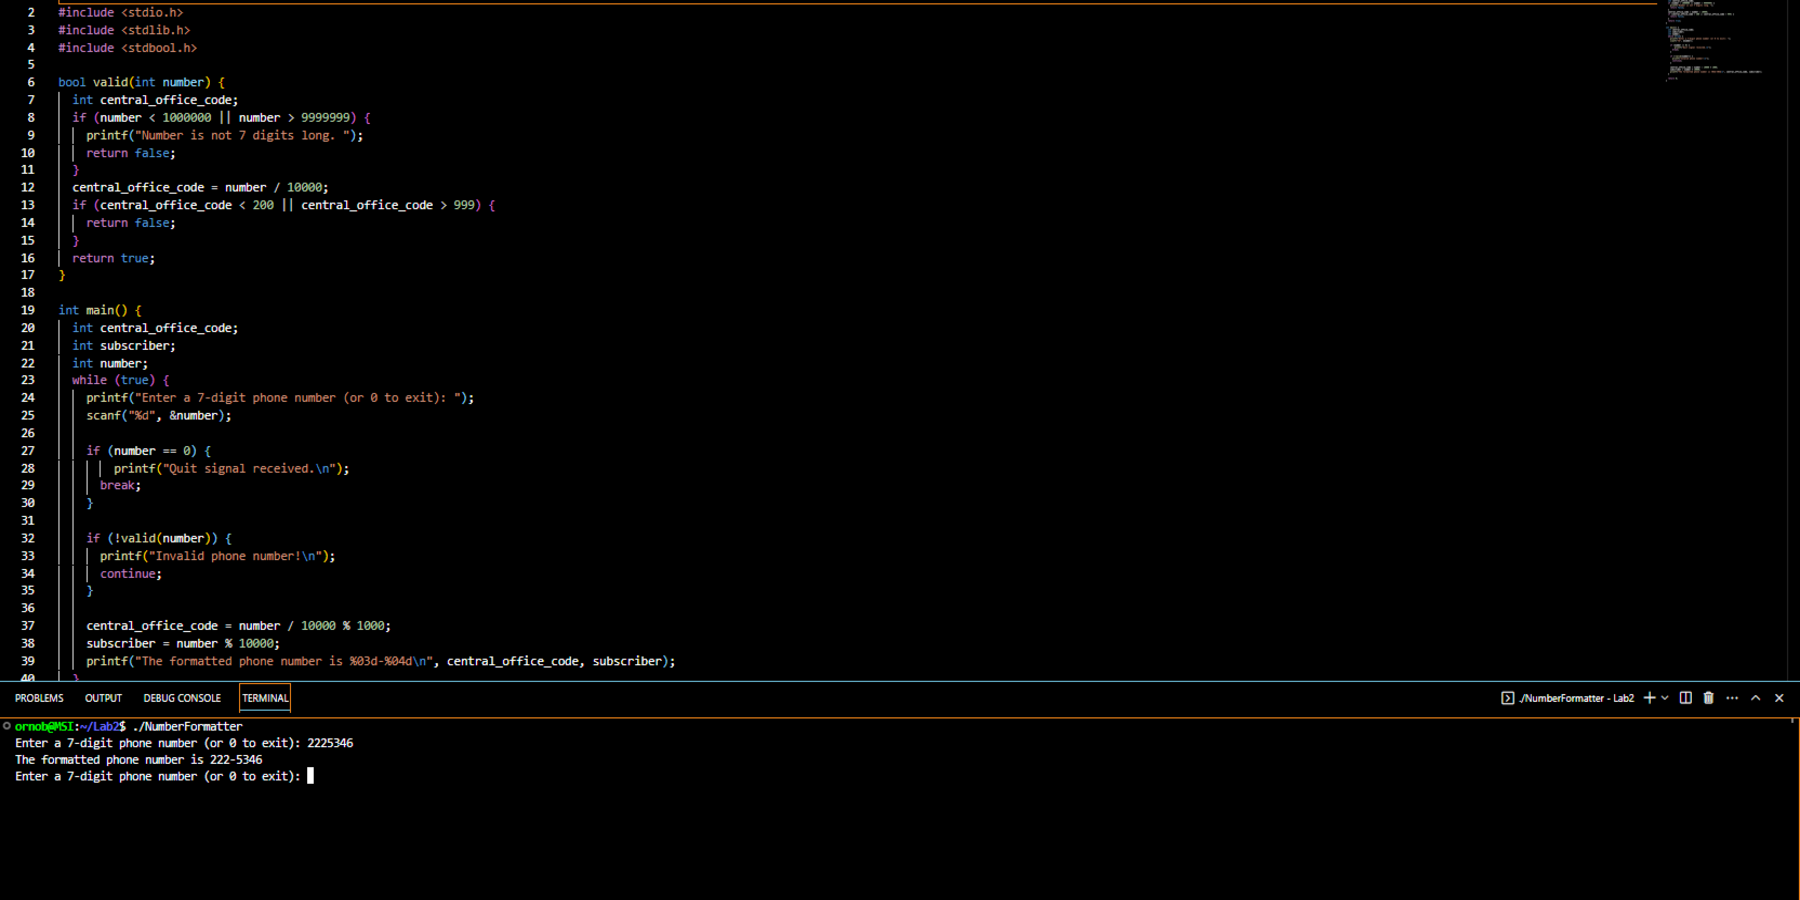 2 #include <stdio.h>
3 #include <stdlib.h>
4 #include <stdbool.h>
5
6 bool valid(int number) {
7 int central_office_code;
8 if (number < 1000000 || number > 9999999) {
9 printf("Number is not 7 digits long. ");
10 return false;
11 }
12 central_office_code = number / 10000;
13 if (central_office_code < 200 || central_office_code > 999) {
14 return false;
15 }
16 return true;
17 }
18
19 int main() {
20 int central_office_code;
21 int subscriber;
22 int number;
23 while (true) {
24 printf("Enter a 7-digit phone number (or 0 to exit): ");
25 scanf("%d", &number);
26
27 if (number == 0) {
28 printf("Quit signal received.\n");
29 break;
30 }
31
32 if (!valid(number)) {
33 printf("Invalid phone number!\n");
34 continue;
35 }
36
37 central_office_code = number / 10000 % 1000;
38 subscriber = number % 10000;
39 printf("The formatted phone number is %03d-%04d\n", central_office_code, subscriber);
40 }
PROBLEMS OUTPUT DEBUG CONSOLE TERMINAL ./NumberFormatter - Lab2
ornob@MSI:~/Lab2$ ./NumberFormatter
Enter a 7-digit phone number (or 0 to exit): 2225346
The formatted phone number is 222-5346
Enter a 7-digit phone number (or 0 to exit):